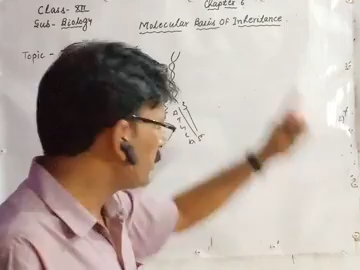 Class- XII
Chapter 6
Sub- Biology
Molecular Basis Of Inheritance
Topic -